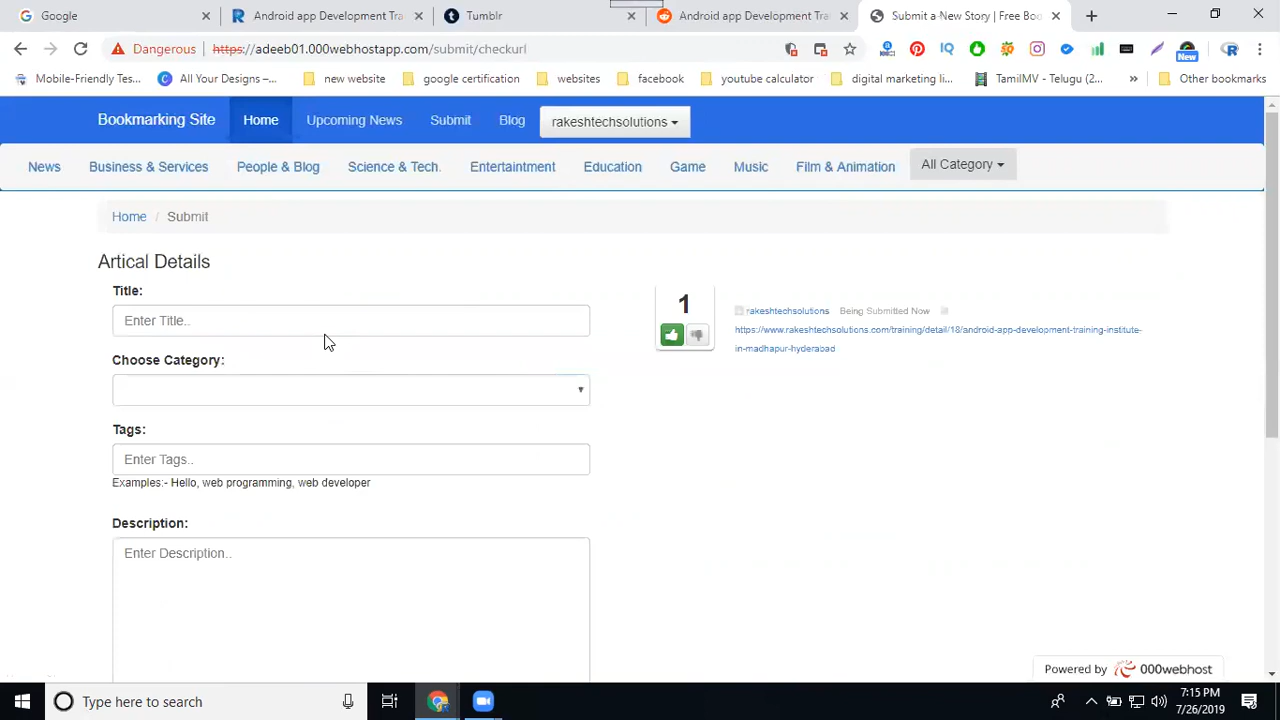 Google
Android app Development T
Tumblr
Android app Development Tra
Submit a New Story | Free Boo
Dangerous
https://adeeb01.000webhostapp.com/submit/checkurl
New
Mobile-Friendly Tes...
All Your Designs –...
new website
google certification
websites
facebook
youtube calculator
digital marketing li...
TamilMV - Telugu (2...
Other bookmarks
Bookmarking Site
Home
Upcoming News
Submit
Blog
rakeshtechsolutions
News
Business & Services
People & Blog
Science & Tech.
Entertaintment
Education
Game
Music
Film & Animation
All Category
Home / Submit
Artical Details
Title:
Enter Title..
Choose Category:
Tags:
Enter Tags..
Examples:- Hello, web programming, web developer
Description:
Enter Description..
1
rakeshtechsolutions Being Submitted Now
https://www.rakeshtechsolutions.com/training/detail/18/android-app-development-training-institute-
in-madhapur-hyderabad
Powered by 000webhost
Type here to search
7:15 PM
7/26/2019